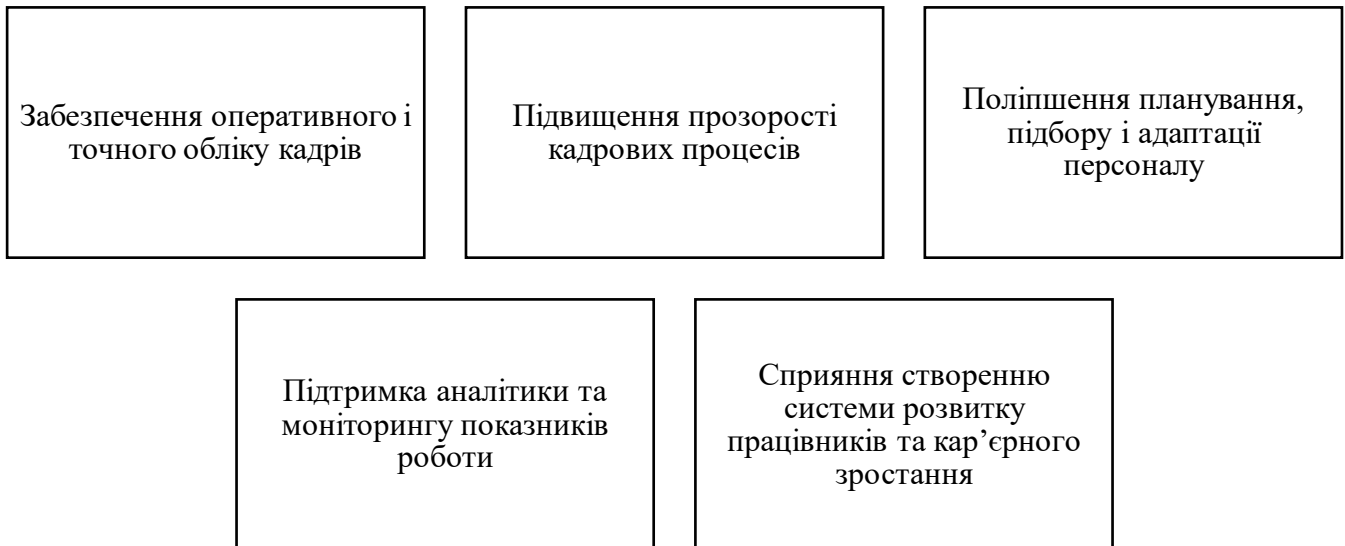 Забезпечення оперативного і
точного обліку кадрів
Підвищення прозорості
кадрових процесів
Поліпшення планування,
підбору і адаптації
персоналу
Підтримка аналітики та
моніторингу показників
роботи
Сприяння створенню
системи розвитку
працівників та кар’єрного
зростання